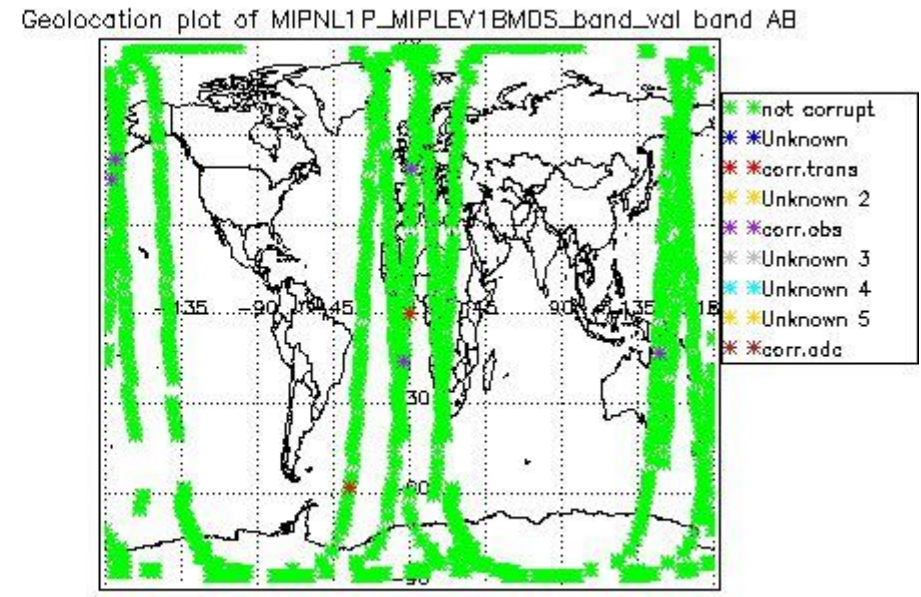 Geolocation plot of MIPNL1P_MIPLEV1BMDS_band_val band AB
not corrupt
Unknown
corr.trans
Unknown 2
corr.obs
Unknown 3
Unknown 4
Unknown 5
corr.adc
-135 -90 45 45 90 135
30
-60
-90